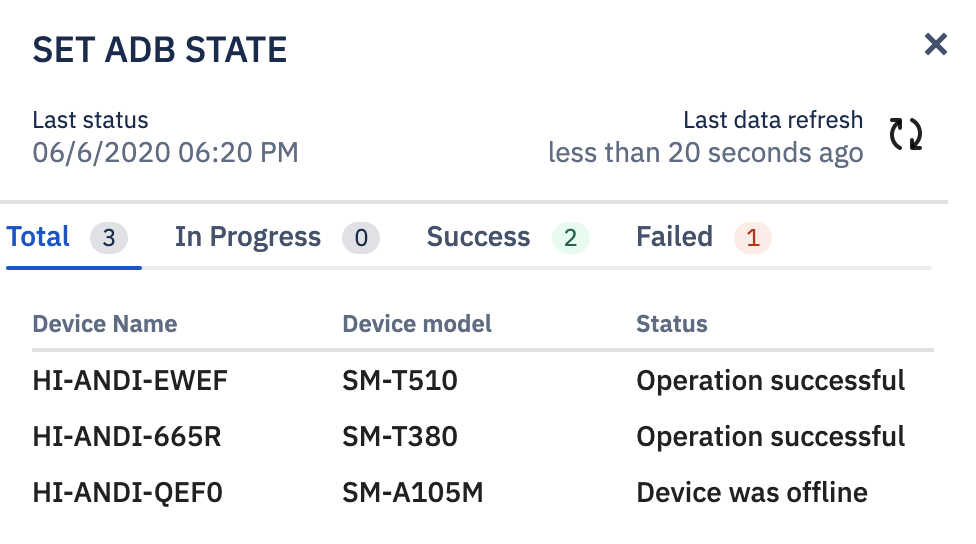 SET ADB STATE
Last status
06/6/2020 06:20 PM
Last data refresh
less than 20 seconds ago
Total 3 In Progress 0 Success 2 Failed 1
Device Name Device model Status
HI-ANDI-EWEF SM-T510 Operation successful
HI-ANDI-665R SM-T380 Operation successful
HI-ANDI-QEF0 SM-A105M Device was offline